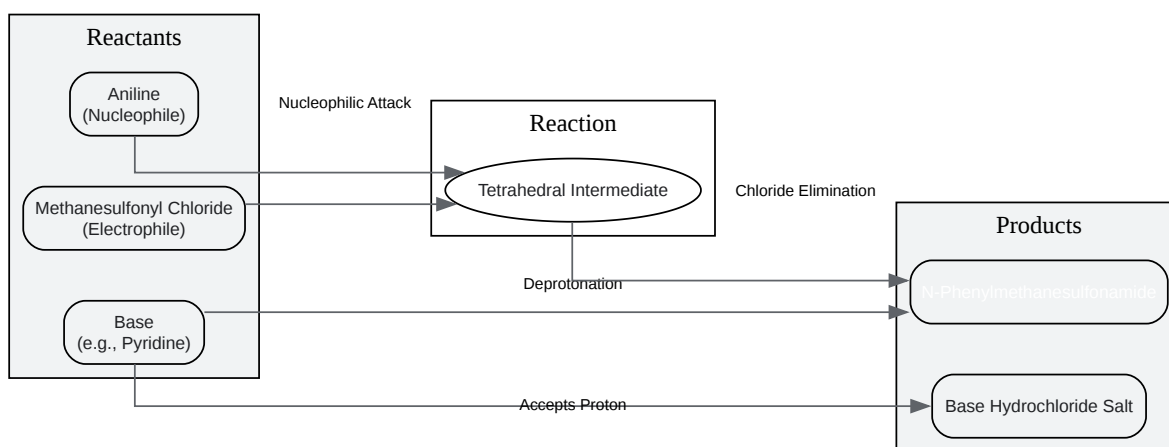 Reactants
Aniline
(Nucleophile)
Nucleophilic Attack
Methanesulfonyl Chloride
(Electrophile)
Base
(e.g., Pyridine)
Reaction
Tetrahedral Intermediate
Chloride Elimination
Deprotonation
Accepts Proton
Products
N-Phenylmethanesulfonamide
Base Hydrochloride Salt